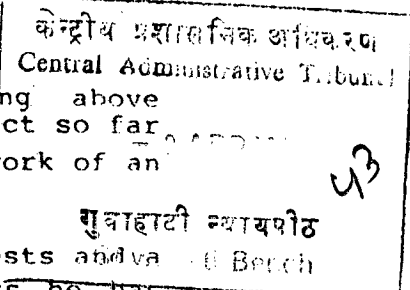 केन्द्रीय प्रशासनिक अधिकरण
Central Administrative Tribunal
ng above
ct so far
ork of an
43
गुवाहाटी न्यायपीठ
sts and
Bench